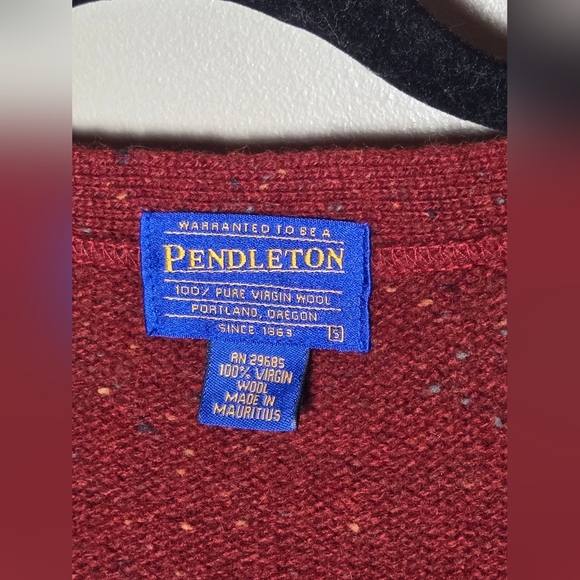 WARRANTED TO BE A
PENDLETON
100% PURE VIRGIN WOOL
PORTLAND, OREGON
SINCE 1863 S
RN 29685
100% VIRGIN
WOOL
MADE IN
MAURITIUS